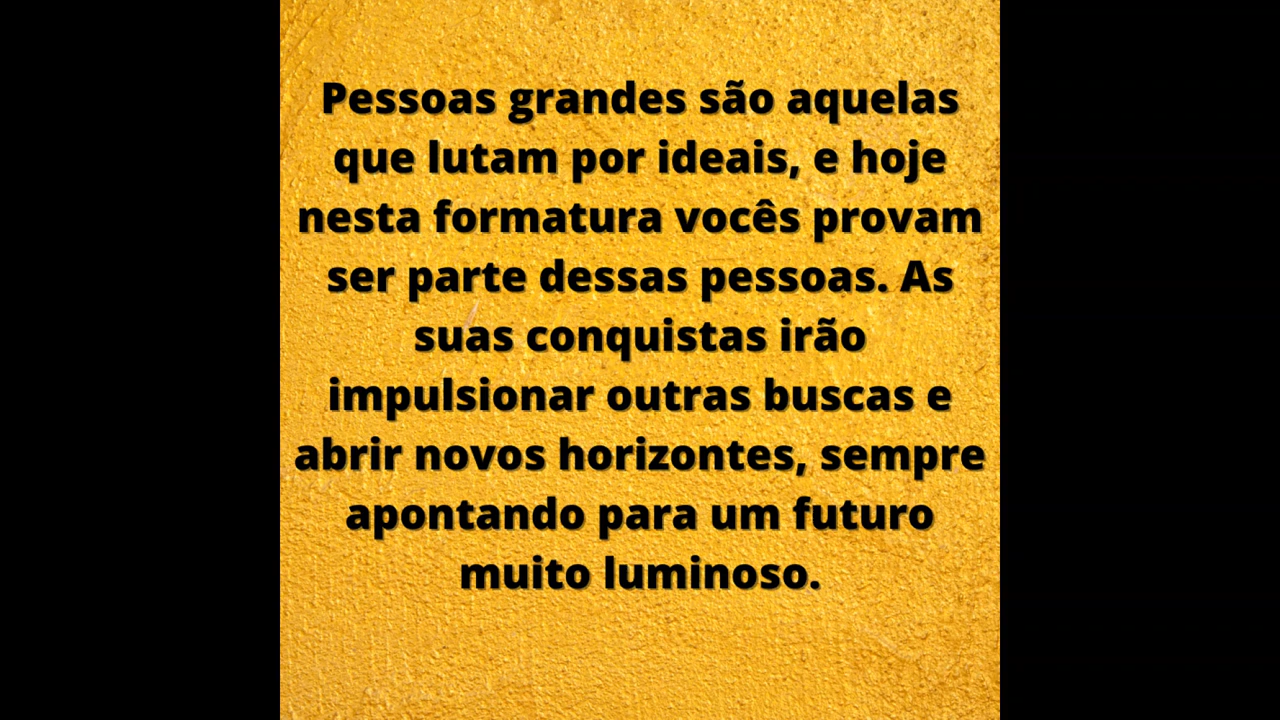 Pessoas grandes são aquelas
que lutam por ideais, e hoje
nesta formatura vocês provam
ser parte dessas pessoas. As
suas conquistas irão
impulsionar outras buscas e
abrir novos horizontes, sempre
apontando para um futuro
muito luminoso.